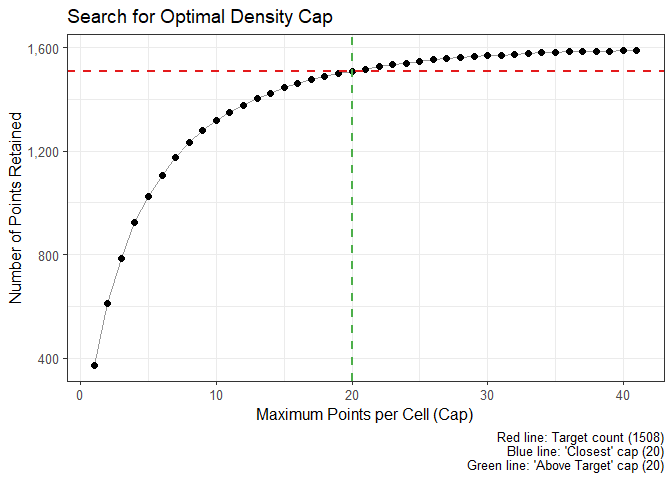 Search for Optimal Density Cap
Number of Points Retained
1,600
1,200
800
400
0 10 20 30 40
Maximum Points per Cell (Cap)
Red line: Target count (1508)
Blue line: 'Closest' cap (20)
Green line: 'Above Target' cap (20)